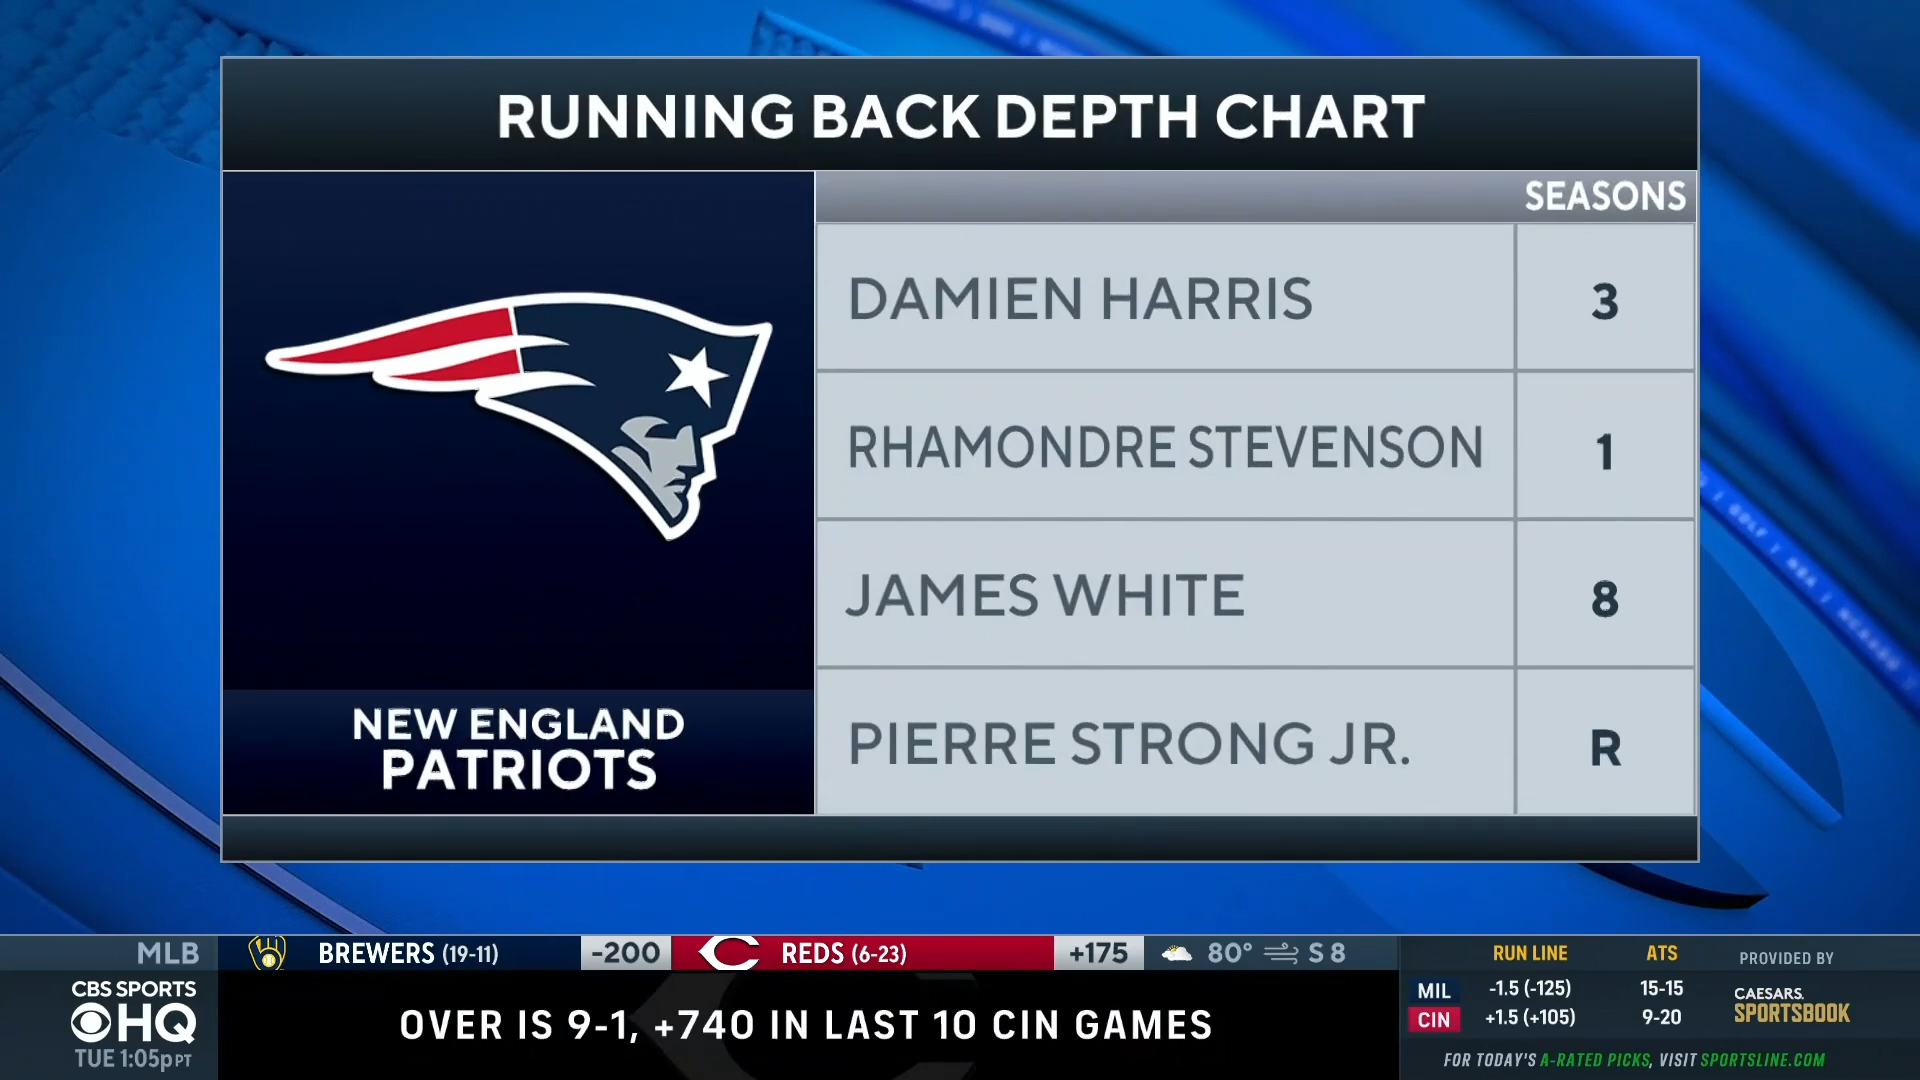 RUNNING BACK DEPTH CHART
SEASONS
DAMIEN HARRIS 3
RHAMONDRE STEVENSON 1
JAMES WHITE 8
PIERRE STRONG JR. R
NEW ENGLAND
PATRIOTS
MLB BREWERS (19-11) -200 REDS (6-23) +175 80° S 8
CBS SPORTS
HQ
TUE 1:05p PT
OVER IS 9-1, +740 IN LAST 10 CIN GAMES
RUN LINE ATS
MIL -1.5 (-125) 15-15
CIN +1.5 (+105) 9-20
PROVIDED BY
CAESARS
SPORTSBOOK
FOR TODAY'S A-RATED PICKS, VISIT SPORTSLINE.COM